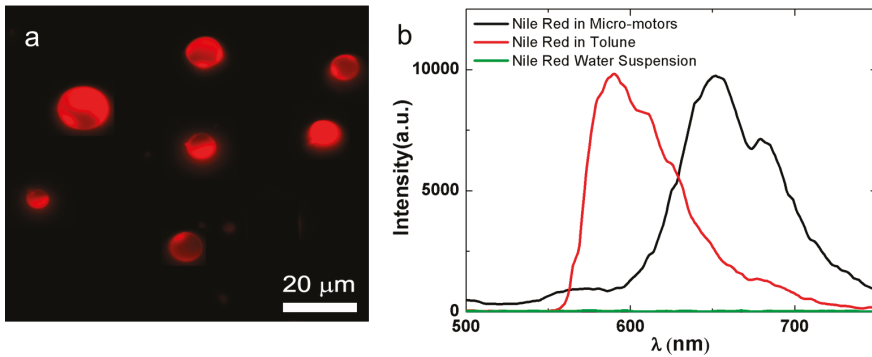 a
20 μm
b
Nile Red in Micro-motors
Nile Red in Tolune
Nile Red Water Suspension
10000
5000
0
Intensity(a.u.)
500
600
700
λ (nm)